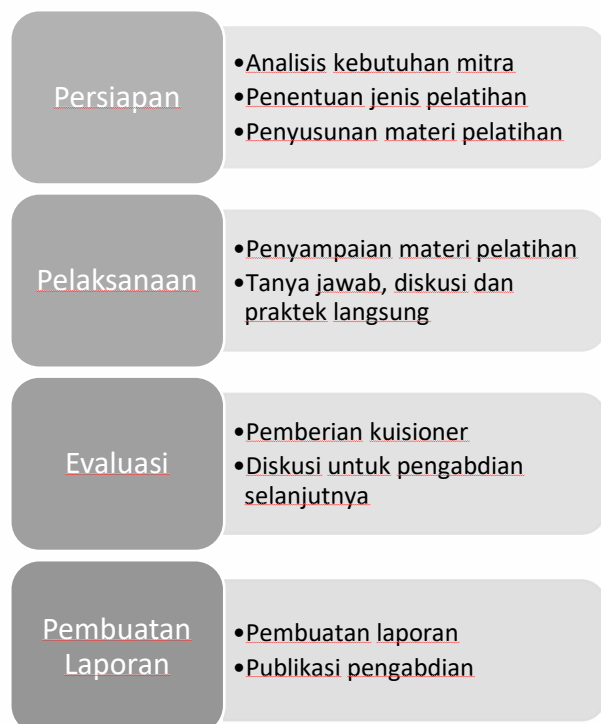 Persiapan
•Analisis kebutuhan mitra
•Penentuan jenis pelatihan
•Penyusunan materi pelatihan
Pelaksanaan
•Penyampaian materi pelatihan
•Tanya jawab, diskusi dan
praktek langsung
Evaluasi
•Pemberian kuisioner
•Diskusi untuk pengabdian
selanjutnya
Pembuatan
Laporan
•Pembuatan laporan
•Publikasi pengabdian